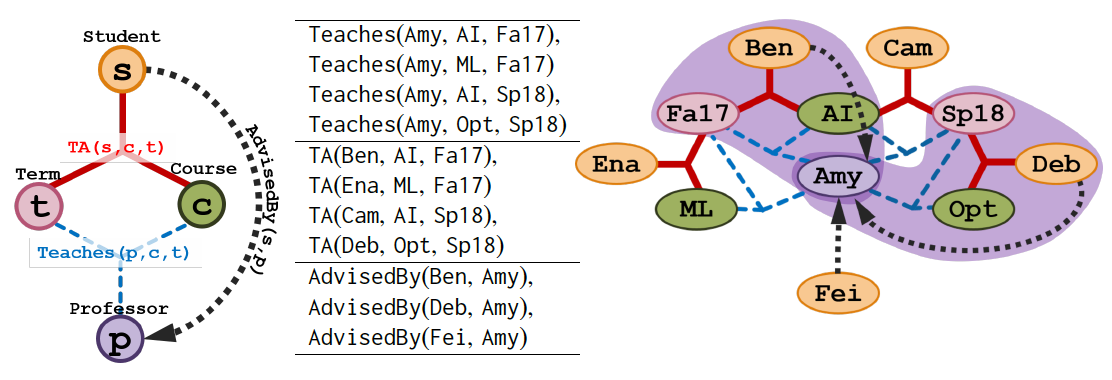 Student
s
TA(s,c,t)
Term
Course
t
c
AdvisedBy(s,p)
Teaches(p,c,t)
Professor
p
Teaches(Amy, AI, Fa17),
Teaches(Amy, ML, Fa17)
Teaches(Amy, AI, Sp18),
Teaches(Amy, Opt, Sp18)
TA(Ben, AI, Fa17),
TA(Ena, ML, Fa17)
TA(Cam, AI, Sp18),
TA(Deb, Opt, Sp18)
AdvisedBy(Ben, Amy),
AdvisedBy(Deb, Amy),
AdvisedBy(Fei, Amy)
Ben
Cam
Fa17
AI
Sp18
Ena
Amy
Deb
ML
Opt
Fei